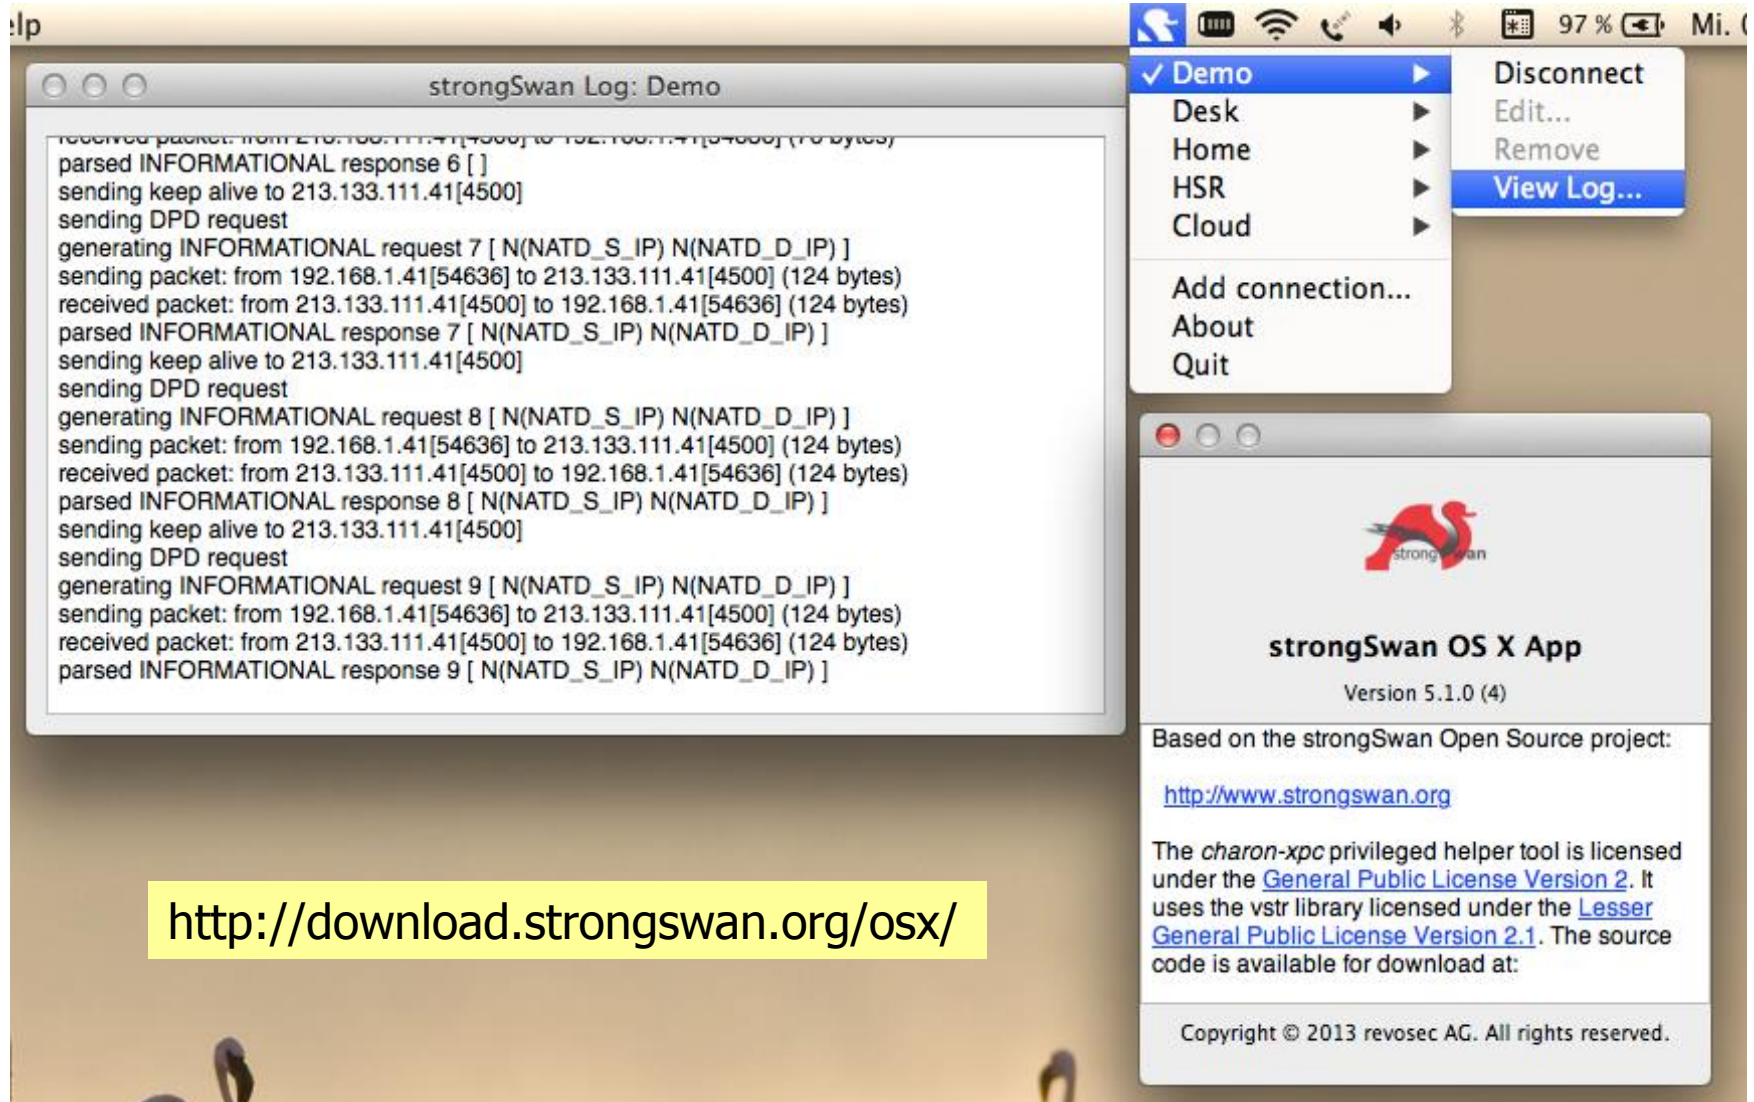 elp
97 %
Mi.
strongSwan Log: Demo
parsed INFORMATIONAL response 6 [ ]
sending keep alive to 213.133.111.41[4500]
sending DPD request
generating INFORMATIONAL request 7 [ N(NATD_S_IP) N(NATD_D_IP) ]
sending packet: from 192.168.1.41[54636] to 213.133.111.41[4500] (124 bytes)
received packet: from 213.133.111.41[4500] to 192.168.1.41[54636] (124 bytes)
parsed INFORMATIONAL response 7 [ N(NATD_S_IP) N(NATD_D_IP) ]
sending keep alive to 213.133.111.41[4500]
sending DPD request
generating INFORMATIONAL request 8 [ N(NATD_S_IP) N(NATD_D_IP) ]
sending packet: from 192.168.1.41[54636] to 213.133.111.41[4500] (124 bytes)
received packet: from 213.133.111.41[4500] to 192.168.1.41[54636] (124 bytes)
parsed INFORMATIONAL response 8 [ N(NATD_S_IP) N(NATD_D_IP) ]
sending keep alive to 213.133.111.41[4500]
sending DPD request
generating INFORMATIONAL request 9 [ N(NATD_S_IP) N(NATD_D_IP) ]
sending packet: from 192.168.1.41[54636] to 213.133.111.41[4500] (124 bytes)
received packet: from 213.133.111.41[4500] to 192.168.1.41[54636] (124 bytes)
parsed INFORMATIONAL response 9 [ N(NATD_S_IP) N(NATD_D_IP) ]
Demo
Desk
Home
HSR
Cloud
Add connection...
About
Quit
Disconnect
Edit...
Remove
View Log...
strongSwan
strongSwan OS X App
Version 5.1.0 (4)
Based on the strongSwan Open Source project:
http://www.strongswan.org
The charon-xpc privileged helper tool is licensed
under the General Public License Version 2. It
uses the vstr library licensed under the Lesser
General Public License Version 2.1. The source
code is available for download at:
Copyright © 2013 revosec AG. All rights reserved.
http://download.strongswan.org/osx/